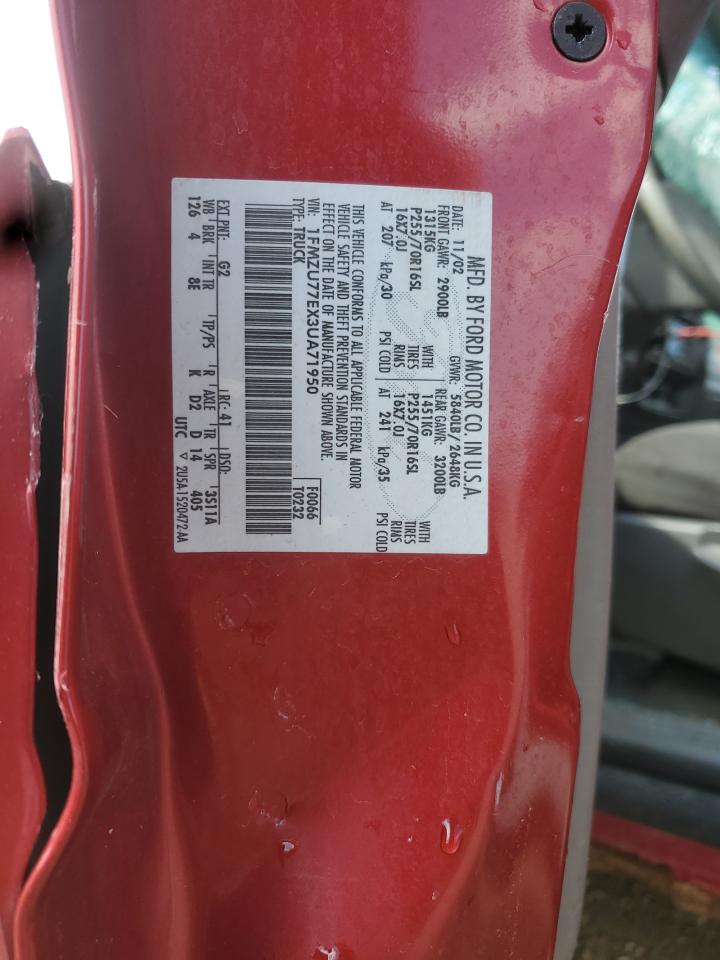 MFD. BY FORD MOTOR CO. IN U.S.A.
DATE: 11/02 GVWR: 5840LB/ 2648KG
FRONT GAWR: 2900LB REAR GAWR: 3200LB
1315KG WITH 1451KG WITH
P255/70R16SL TIRES P255/70R16SL TIRES
16X7.0J RIMS 16X7.0J RIMS
AT 207 kPa/30 PSI COLD AT 241 kPa/35 PSI COLD
THIS VEHICLE CONFORMS TO ALL APPLICABLE FEDERAL MOTOR
VEHICLE SAFETY AND THEFT PREVENTION STANDARDS IN
EFFECT ON THE DATE OF MANUFACTURE SHOWN ABOVE.
VIN: 1FMZU77EX3UA71950 F0066
TYPE: TRUCK T0232
EXT PNT: G2 RC: 41 DSO:
WB BRK INT TR TP/PS R AXLE TR SPR 3S11A
126 4 8E K D2 D 14 405
UTC ▽ 2U5A1520472-AA